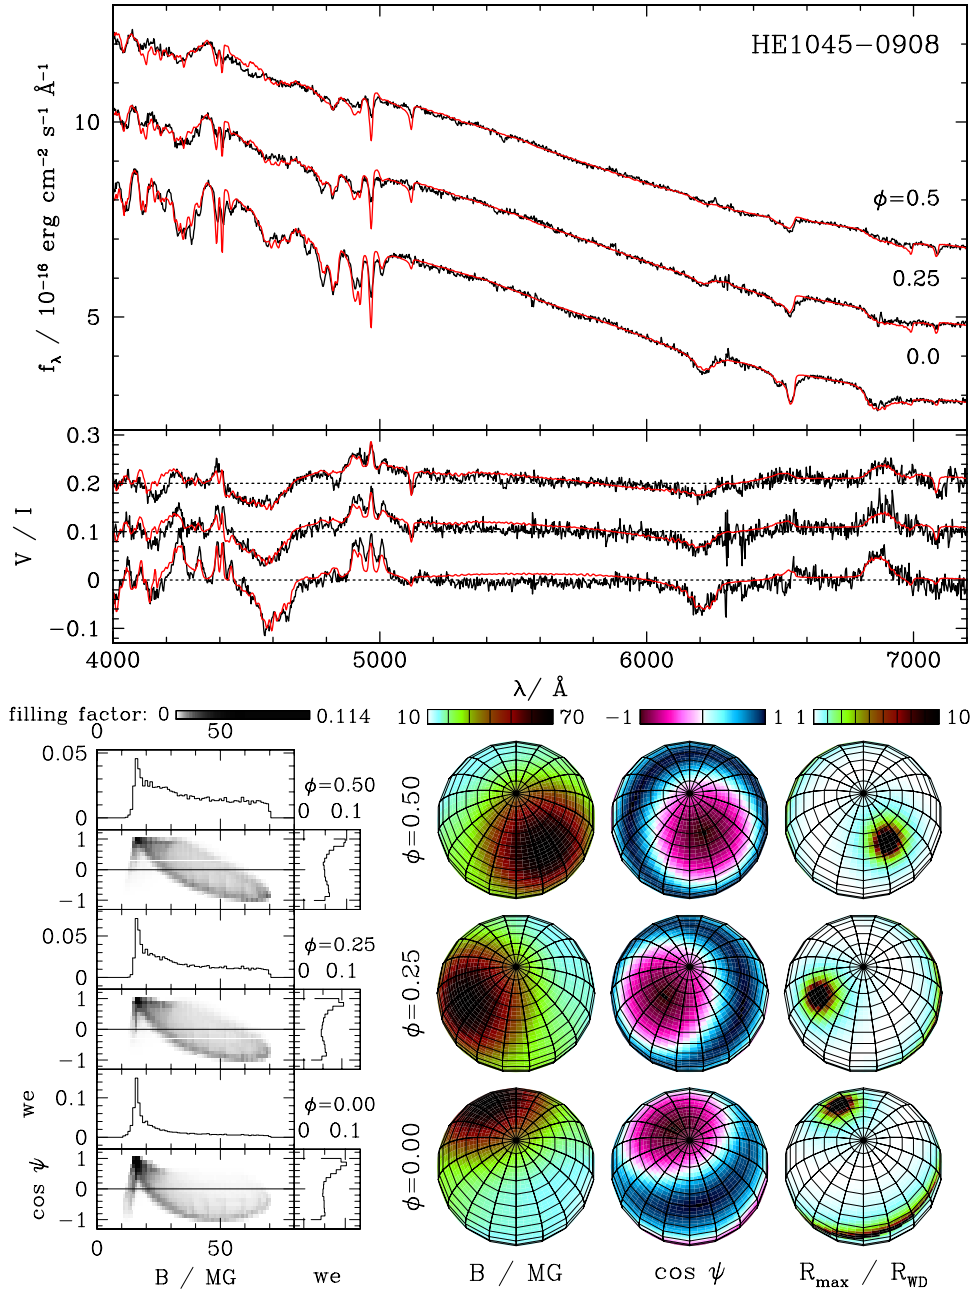 HE1045−0908
10
5
f_λ / 10⁻¹⁶ erg cm⁻² s⁻¹ Å⁻¹
ϕ=0.5
0.25
0.0
0.3
0.2
0.1
0
−0.1
V / I
4000 5000 6000 7000
λ/ Å
filling factor: 0 0.114
10 70
−1 1
1 10
0 50
0.05
0
ϕ=0.50
0 0.1
1
0
−1
0.05
0
ϕ=0.25
0 0.1
1
0
−1
0.1
0
ϕ=0.00
0 0.1
1
0
−1
we
cos ψ
0 50
B / MG
we
ϕ=0.50
ϕ=0.25
ϕ=0.00
B / MG
cos ψ
R_max / R_WD